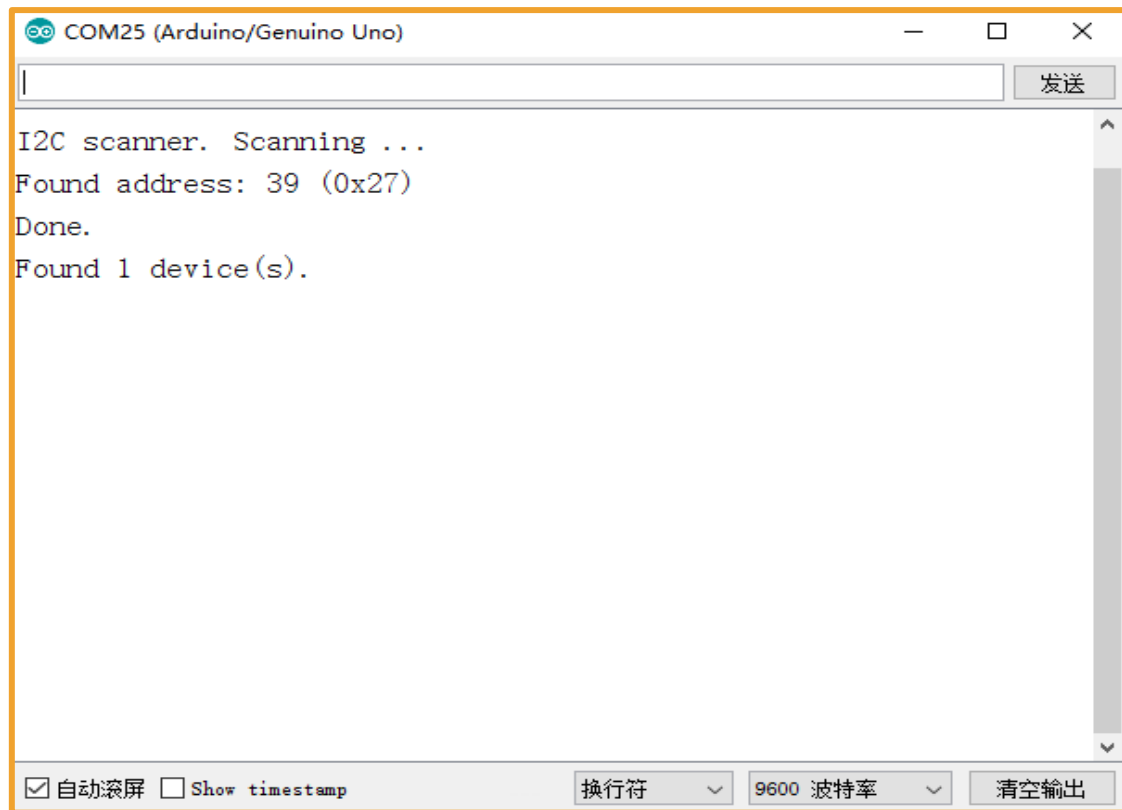 COM25 (Arduino/Genuino Uno)
发送
I2C scanner. Scanning ...
Found address: 39 (0x27)
Done.
Found 1 device(s).
自动滚屏 Show timestamp 换行符 9600 波特率 清空输出